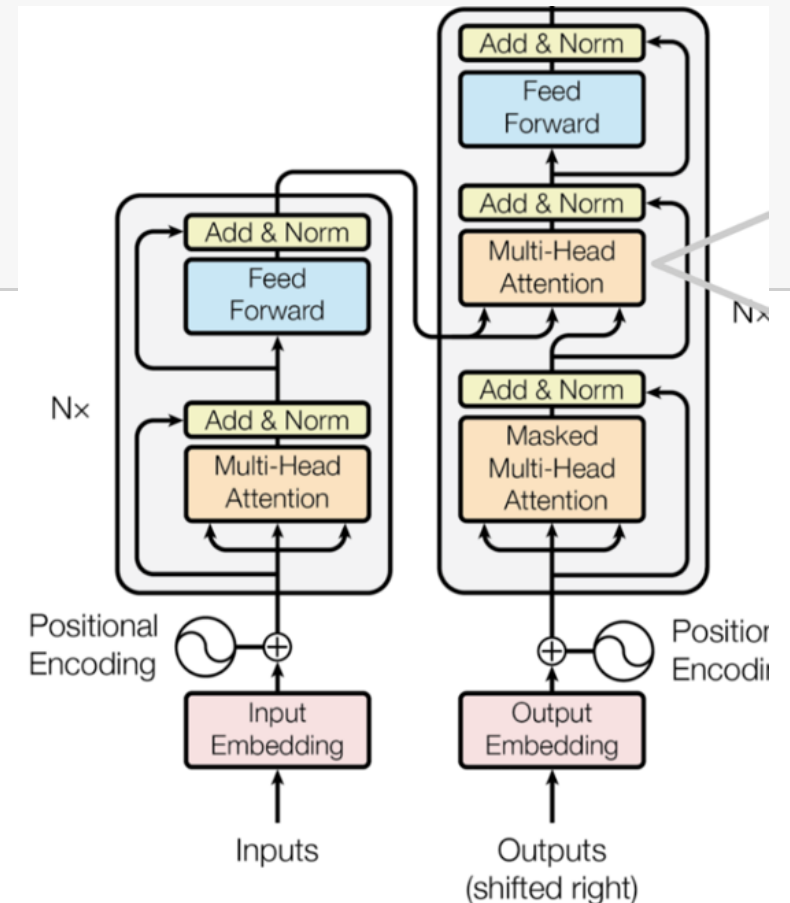 Add & Norm
Feed
Forward
Add & Norm
Multi-Head
Attention
Nx
Add & Norm
Masked
Multi-Head
Attention
Add & Norm
Feed
Forward
Nx
Add & Norm
Multi-Head
Attention
Positional
Encoding
Input
Embedding
Inputs
Output
Embedding
Outputs
(shifted right)